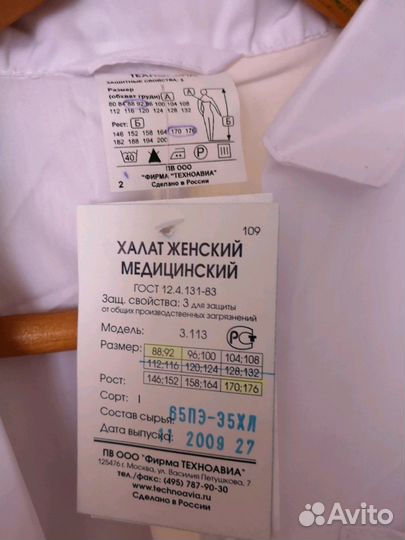 ЗАЩИТНЫЕ СВОЙСТВА: З
Размер
(обхват груди) А
80 84 88 92 96 100 104 108
112 116 120 124 128 132
Рост: Б
146 152 158 164 170 176
182 188 194 200
А
Б
40 Р
ПВ ООО
"ФИРМА "ТЕХНОАВИА"
2 Сделано в России
109
ХАЛАТ ЖЕНСКИЙ
МЕДИЦИНСКИЙ
ГОСТ 12.4.131-83
Защ. свойства: З для защиты
от общих производственных загрязнений
Модель: 3.113
РСТ
Размер: 88;92 96;100 104;108
112;116 120;124 128;132
Рост: 146;152 158;164 170;176
Сорт: I
Состав сырья: 65ПЭ-35ХЛ
Дата выпуска: 11 2009 27
ПВ ООО "Фирма ТЕХНОАВИА"
125476 г. Москва, ул. Василия Петушкова, 7
тел./факс: (495) 787-90-30
www.technoavia.ru
Сделано в России
Avito